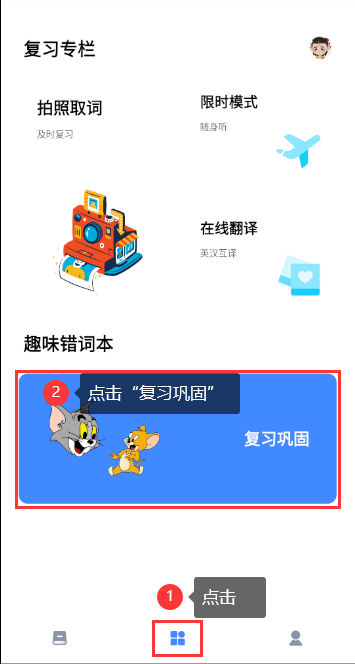 复习专栏
拍照取词
及时复习
限时模式
随身听
在线翻译
英汉互译
趣味错词本
2
点击“复习巩固”
复习巩固
1
点击